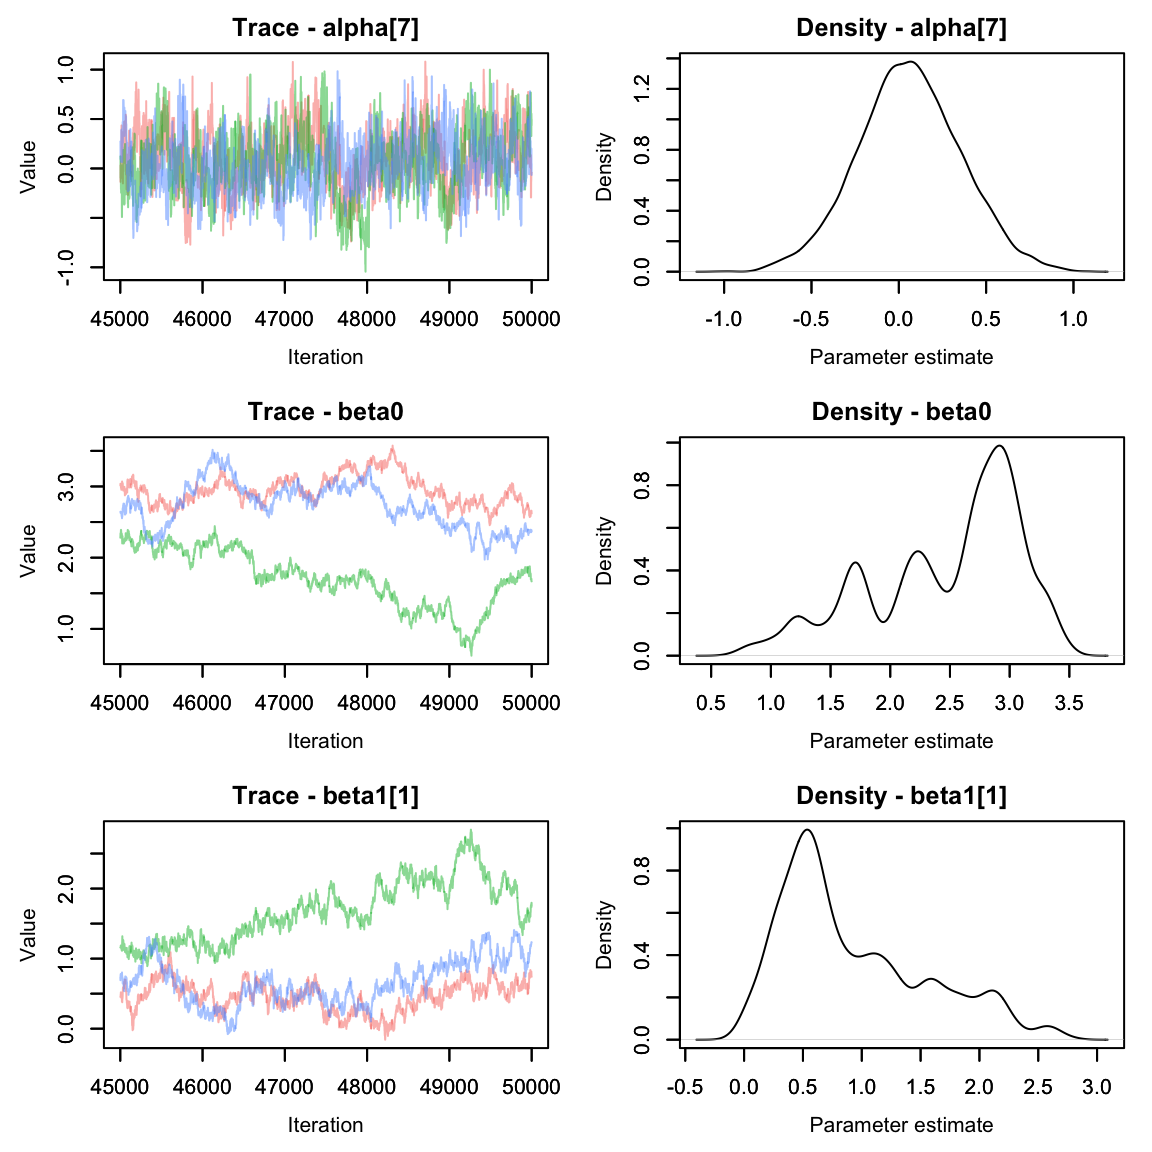 Trace - alpha[7]
Density - alpha[7]
Value
1.0
0.5
0.0
-1.0
45000 46000 47000 48000 49000 50000
Iteration
Density
1.2
0.8
0.4
0.0
-1.0 -0.5 0.0 0.5 1.0
Parameter estimate
Trace - beta0
Density - beta0
Value
3.0
2.0
1.0
45000 46000 47000 48000 49000 50000
Iteration
Density
0.8
0.4
0.0
0.5 1.0 1.5 2.0 2.5 3.0 3.5
Parameter estimate
Trace - beta1[1]
Density - beta1[1]
Value
2.0
1.0
0.0
45000 46000 47000 48000 49000 50000
Iteration
Density
0.8
0.4
0.0
-0.5 0.0 0.5 1.0 1.5 2.0 2.5 3.0
Parameter estimate